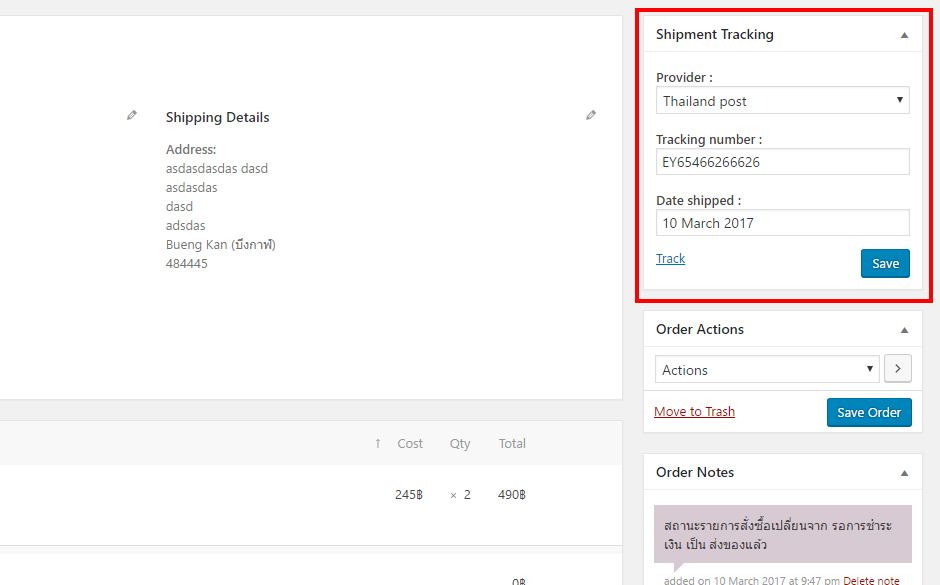 Shipping Details
Address:
asdasdasdas dasd
asdasdas
dasd
adsdas
Bueng Kan (บึงกาฬ)
484445
↑ Cost Qty Total
245฿ × 2 490฿
0฿
Shipment Tracking
Provider :
Thailand post
Tracking number :
EY65466266626
Date shipped :
10 March 2017
Track Save
Order Actions
Actions
Move to Trash Save Order
Order Notes
สถานะรายการสั่งซื้อเปลี่ยนจาก รอการชำระ
เงิน เป็น ส่งของแล้ว
added on 10 March 2017 at 9:47 pm Delete note